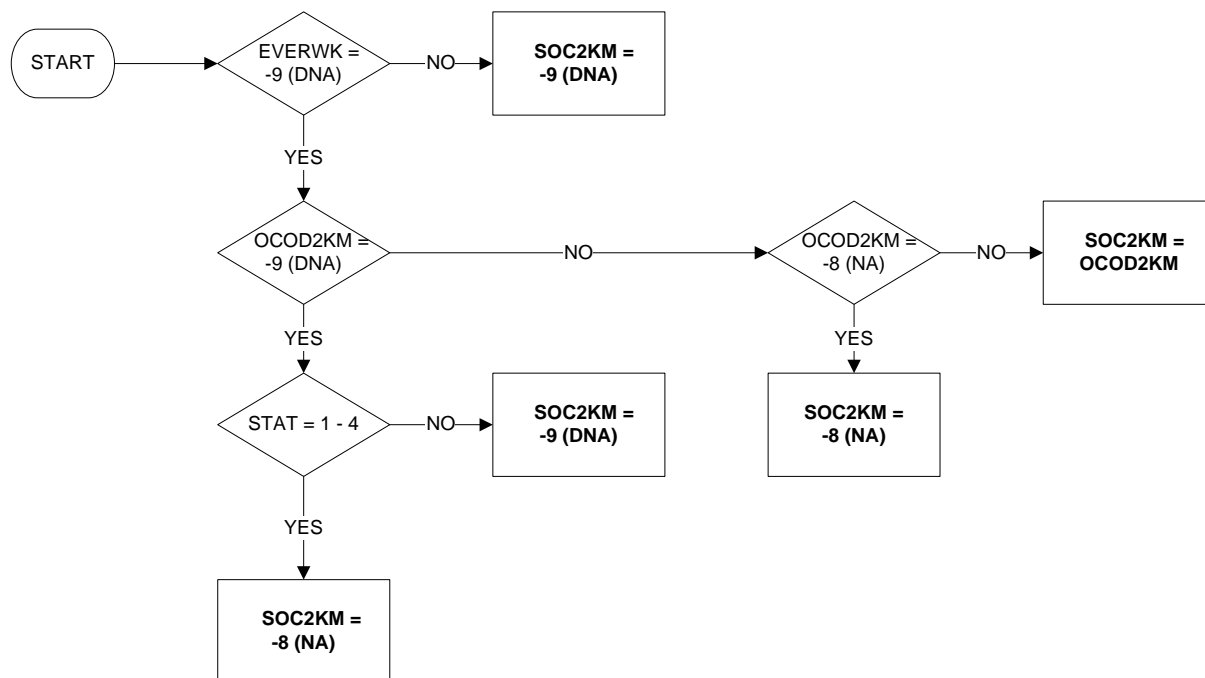 START
EVERWK =
-9 (DNA)
NO
SOC2KM =
-9 (DNA)
YES
OCOD2KM =
-9 (DNA)
NO
OCOD2KM =
-8 (NA)
NO
SOC2KM =
OCOD2KM
YES
YES
STAT = 1 - 4
NO
SOC2KM =
-9 (DNA)
SOC2KM =
-8 (NA)
YES
SOC2KM =
-8 (NA)